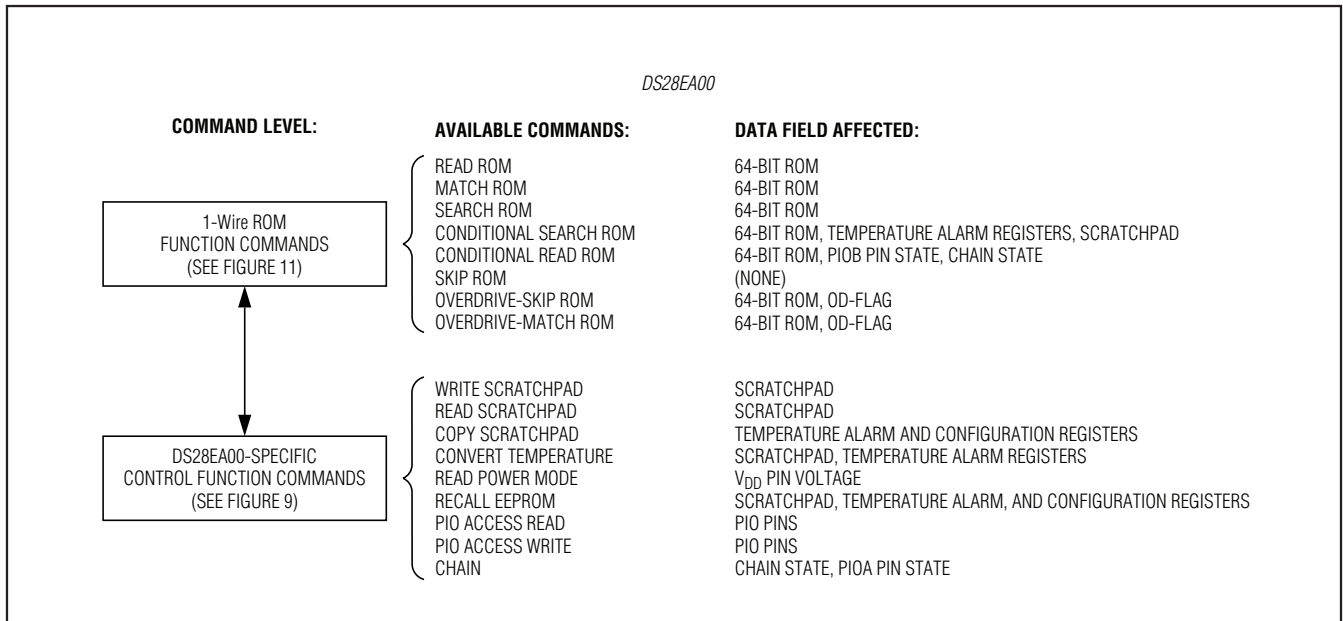 DS28EA00
COMMAND LEVEL: AVAILABLE COMMANDS: DATA FIELD AFFECTED:
1-Wire ROM
FUNCTION COMMANDS
(SEE FIGURE 11)
READ ROM 64-BIT ROM
MATCH ROM 64-BIT ROM
SEARCH ROM 64-BIT ROM
CONDITIONAL SEARCH ROM 64-BIT ROM, TEMPERATURE ALARM REGISTERS, SCRATCHPAD
CONDITIONAL READ ROM 64-BIT ROM, PIOB PIN STATE, CHAIN STATE
SKIP ROM (NONE)
OVERDRIVE-SKIP ROM 64-BIT ROM, OD-FLAG
OVERDRIVE-MATCH ROM 64-BIT ROM, OD-FLAG
DS28EA00-SPECIFIC
CONTROL FUNCTION COMMANDS
(SEE FIGURE 9)
WRITE SCRATCHPAD SCRATCHPAD
READ SCRATCHPAD SCRATCHPAD
COPY SCRATCHPAD TEMPERATURE ALARM AND CONFIGURATION REGISTERS
CONVERT TEMPERATURE SCRATCHPAD, TEMPERATURE ALARM REGISTERS
READ POWER MODE VDD PIN VOLTAGE
RECALL EEPROM SCRATCHPAD, TEMPERATURE ALARM, AND CONFIGURATION REGISTERS
PIO ACCESS READ PIO PINS
PIO ACCESS WRITE PIO PINS
CHAIN CHAIN STATE, PIOA PIN STATE